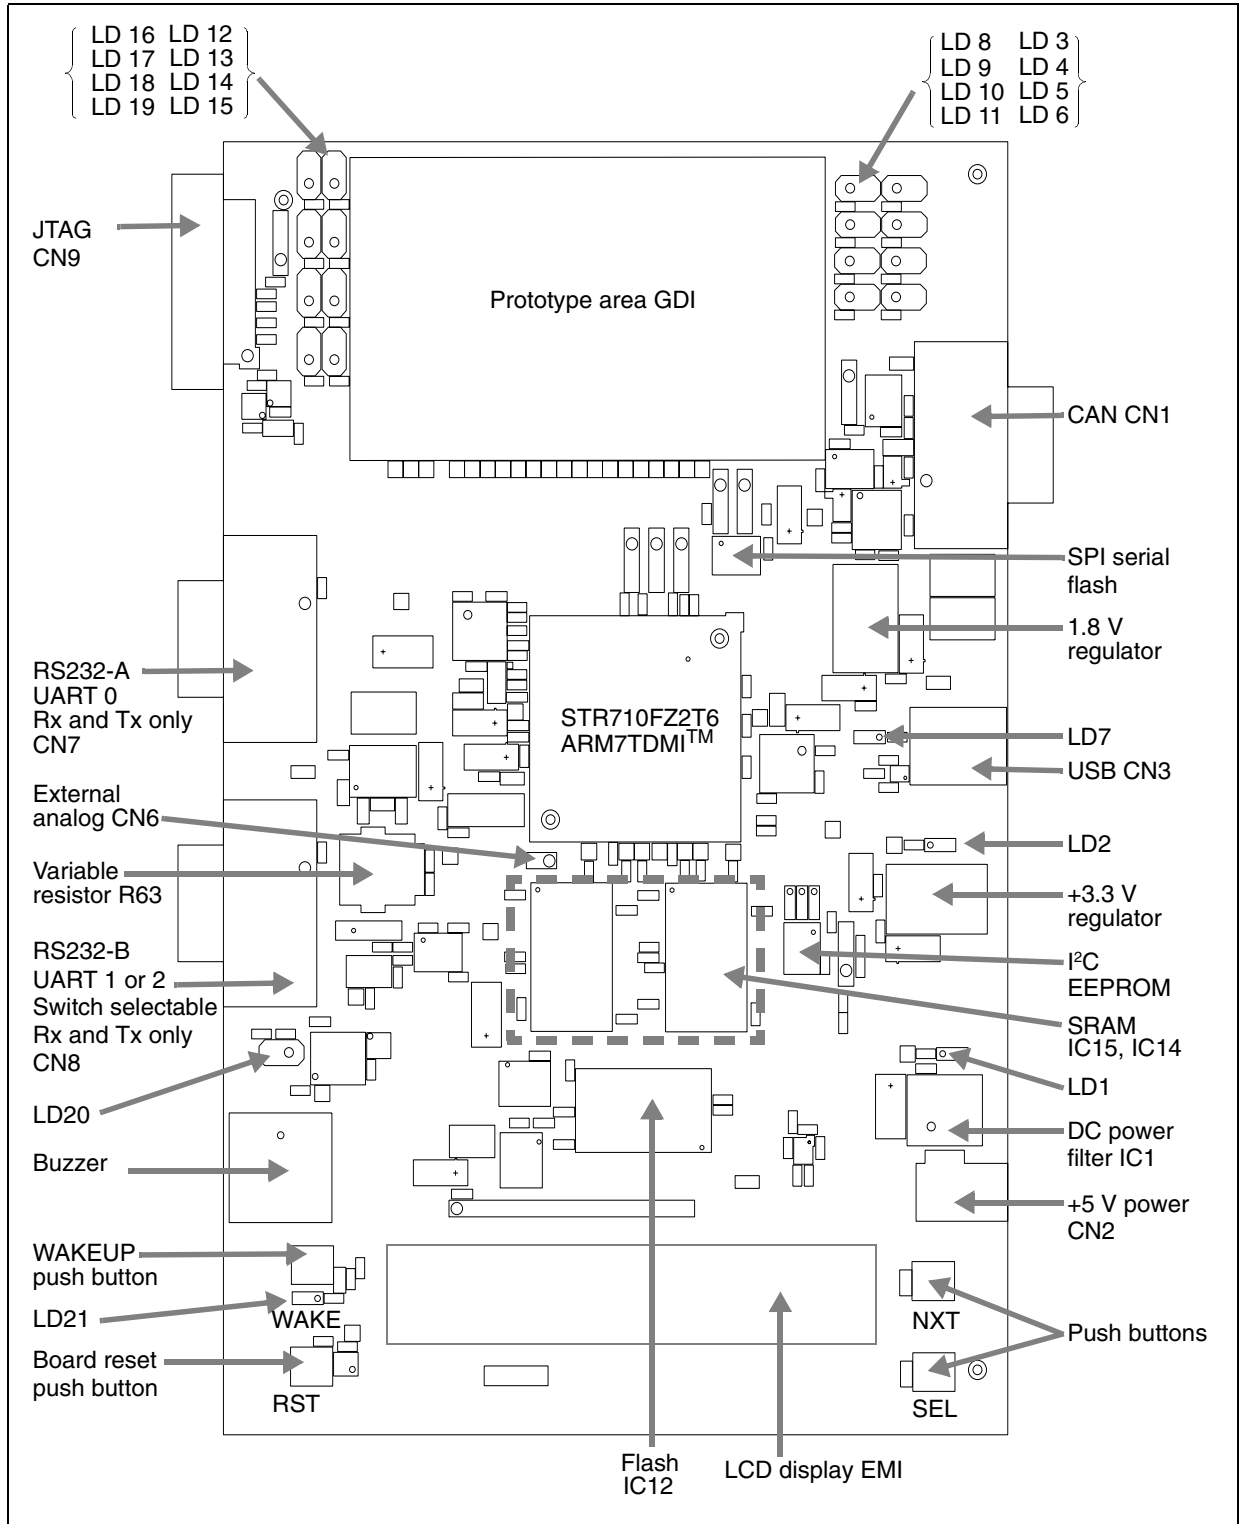 LD 16 LD 12
LD 17 LD 13
LD 18 LD 14
LD 19 LD 15
LD 8 LD 3
LD 9 LD 4
LD 10 LD 5
LD 11 LD 6
JTAG
CN9
Prototype area GDI
CAN CN1
SPI serial
flash
1.8 V
regulator
RS232-A
UART 0
Rx and Tx only
CN7
STR710FZ2T6
ARM7TDMI™
LD7
USB CN3
External
analog CN6
LD2
Variable
resistor R63
+3.3 V
regulator
RS232-B
UART 1 or 2
Switch selectable
Rx and Tx only
CN8
I²C
EEPROM
SRAM
IC15, IC14
LD1
LD20
DC power
filter IC1
Buzzer
+5 V power
CN2
WAKEUP
push button
LD21
WAKE
NXT
Push buttons
Board reset
push button
RST
SEL
Flash
IC12
LCD display EMI